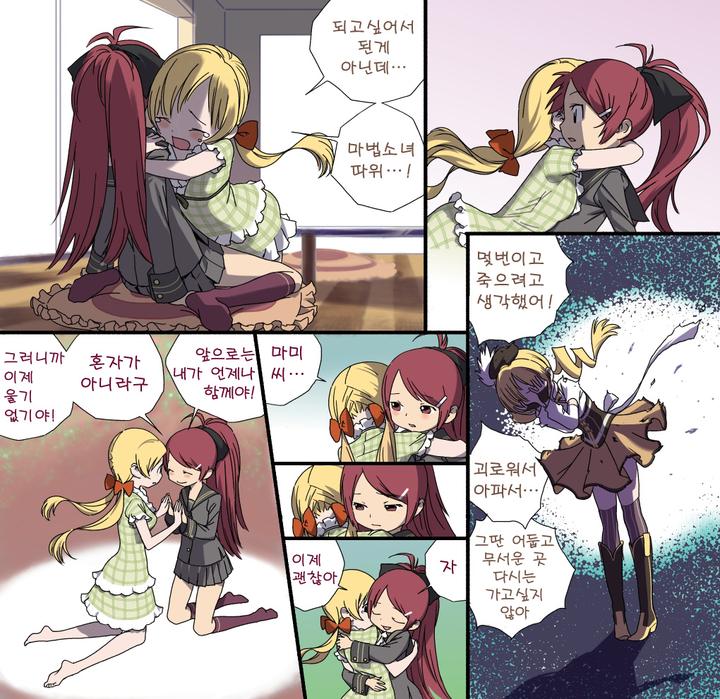 되고싶어서
된게
아닌데…
마법소녀
따위…!
몇번이고
죽으려고
생각했어!
괴로워서
아파서…
그딴 어둡고
무서운 곳
다시는
가고싶지
않아
마미
씨…
자
이제
괜찮아
앞으로는
내가 언제나
함께야!
혼자가
아니라구
그러니까
이제
울기
없기야!